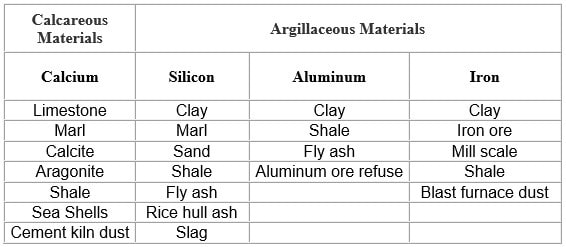 Calcareous Materials Argillaceous Materials
Calcium Silicon Aluminum Iron
Limestone Clay Clay Clay
Marl Marl Shale Iron ore
Calcite Sand Fly ash Mill scale
Aragonite Shale Aluminum ore refuse Shale
Shale Fly ash Blast furnace dust
Sea Shells Rice hull ash
Cement kiln dust Slag